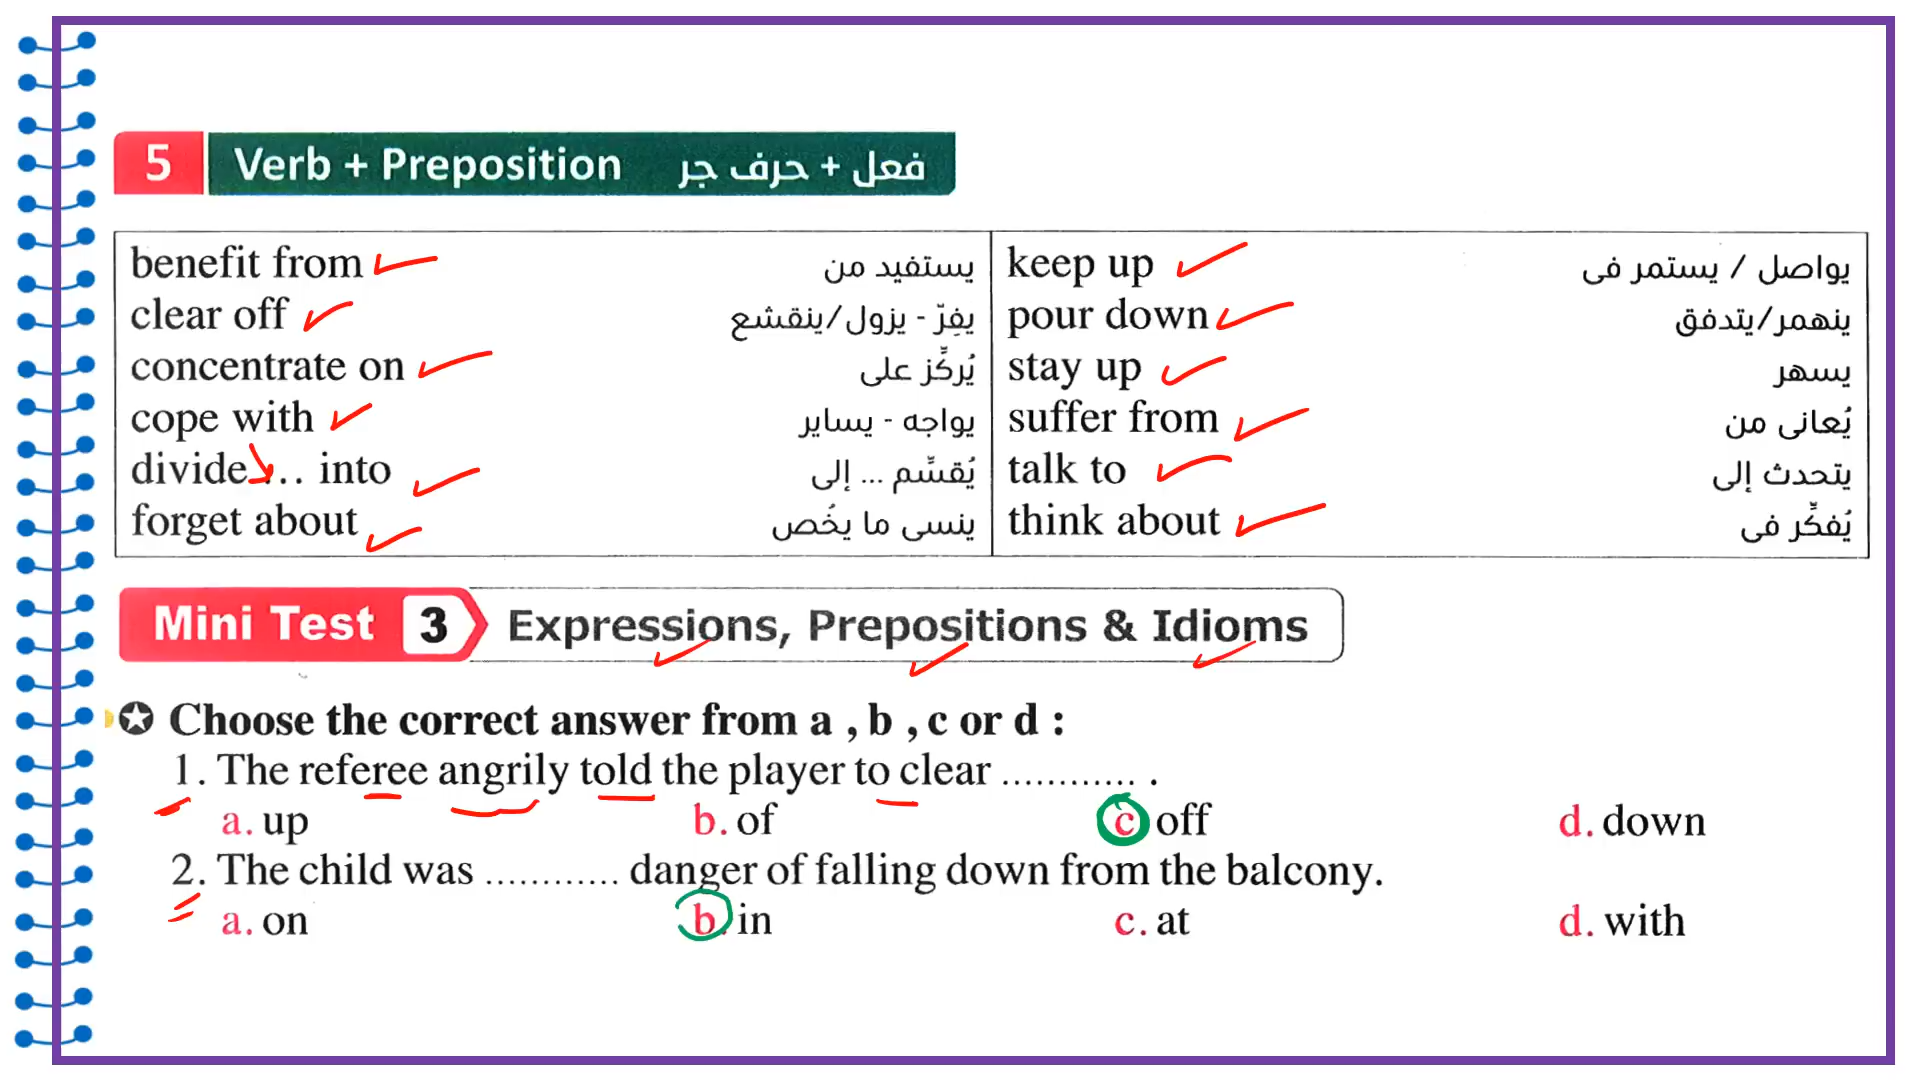 5 Verb + Preposition فعل + حرف جر
benefit from يستفيد من
clear off يفِرّ - يزول/ينقشع
concentrate on يُركِّز على
cope with يواجه - يساير
divide ... into يُقسِّم ... إلى
forget about ينسى ما يخُص
keep up يواصل / يستمر فى
pour down ينهمر/يتدفق
stay up يسهر
suffer from يُعانى من
talk to يتحدث إلى
think about يُفكِّر فى
Mini Test 3 Expressions, Prepositions & Idioms
Choose the correct answer from a , b , c or d :
1. The referee angrily told the player to clear ............ .
a. up b. of c off d. down
2. The child was ............ danger of falling down from the balcony.
a. on b. in c. at d. with